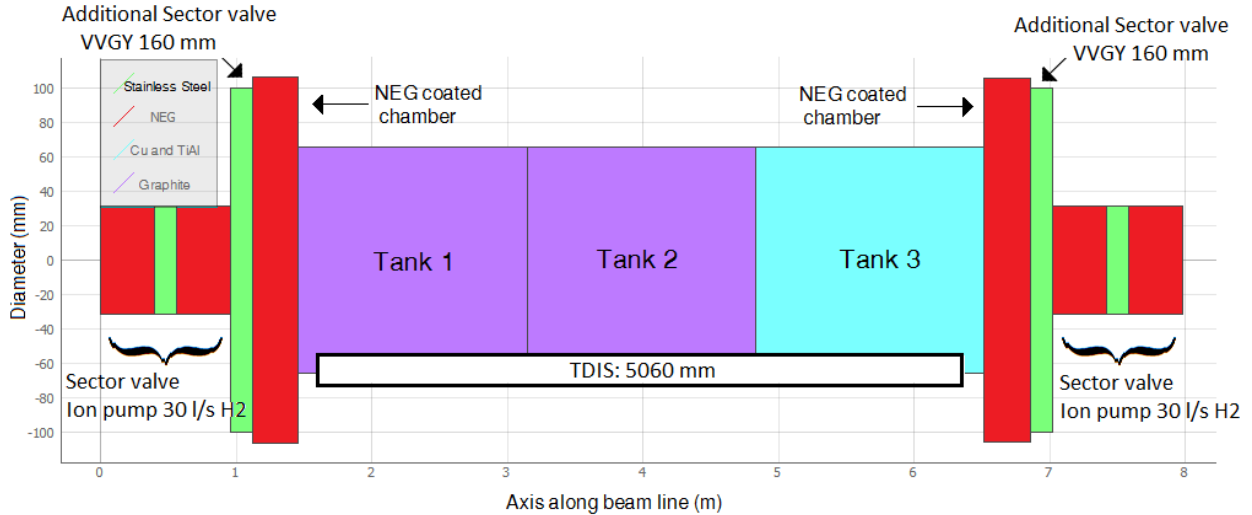 Additional Sector valve
VVGY 160 mm
Additional Sector valve
VVGY 160 mm
Stainless Steel
NEG
Cu and TiAl
Graphite
NEG coated
chamber
NEG coated
chamber
Diameter (mm)
100
80
60
40
20
0
-20
-40
-60
-80
-100
Tank 1
Tank 2
Tank 3
TDIS: 5060 mm
Sector valve
Ion pump 30 l/s H2
Sector valve
Ion pump 30 l/s H2
0
1
2
3
4
5
6
7
8
Axis along beam line (m)